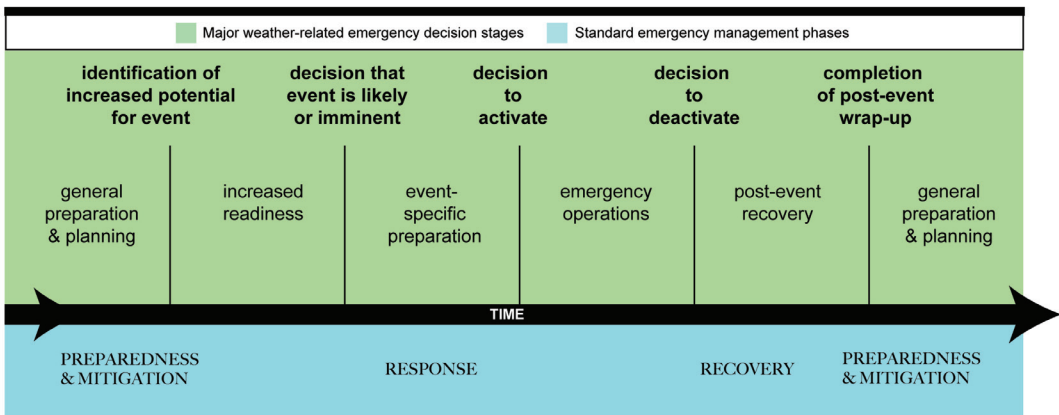 Major weather-related emergency decision stages
Standard emergency management phases
identification of
increased potential
for event
decision that
event is likely
or imminent
decision
to
activate
decision
to
deactivate
completion
of post-event
wrap-up
general
preparation
& planning
increased
readiness
event-
specific
preparation
emergency
operations
post-event
recovery
general
preparation
& planning
TIME
PREPAREDNESS
& MITIGATION
RESPONSE
RECOVERY
PREPAREDNESS
& MITIGATION